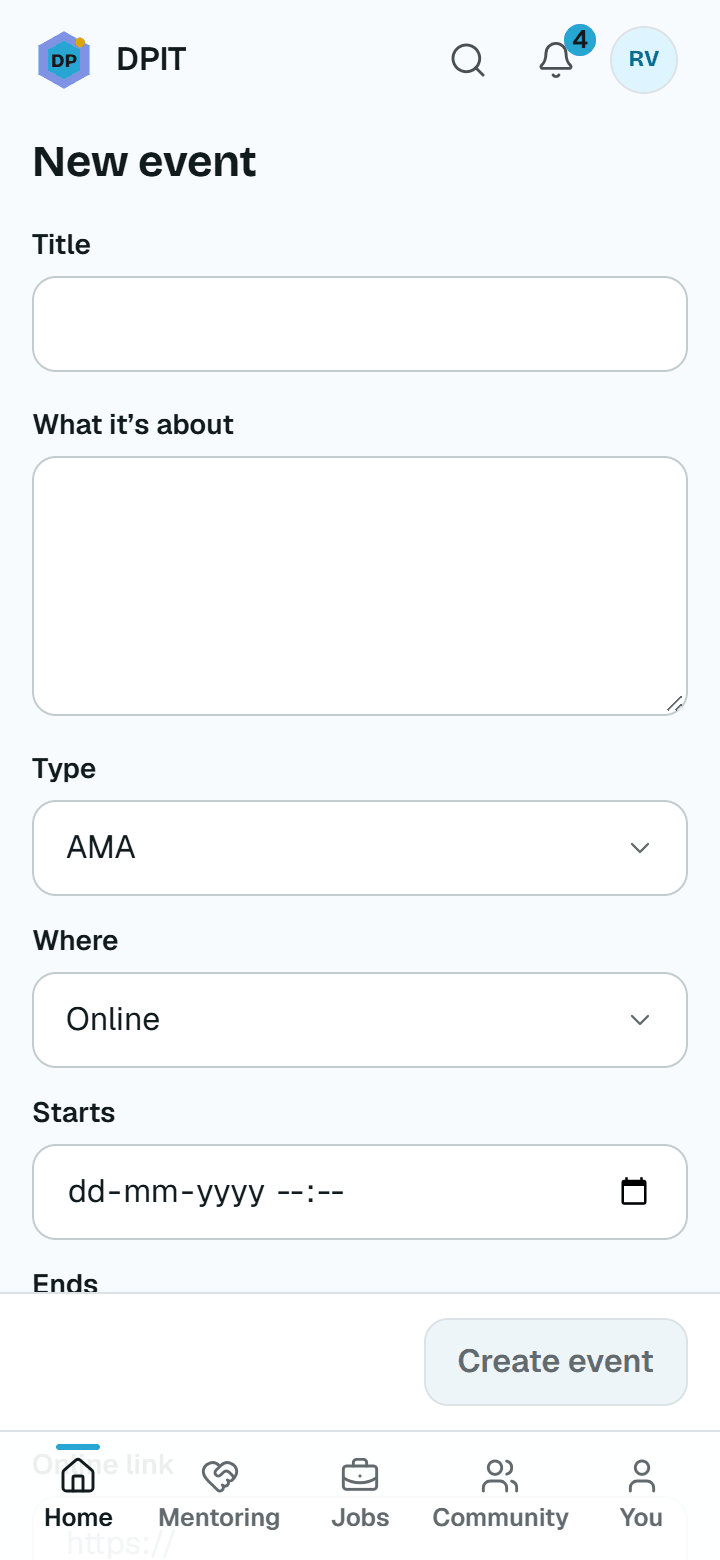 DP
DPIT
4
RV
New event
Title
What it’s about
Type
AMA
Where
Online
Starts
dd-mm-yyyy --:--
Ends
Create event
Online link
Home
Mentoring
Jobs
Community
You
https://